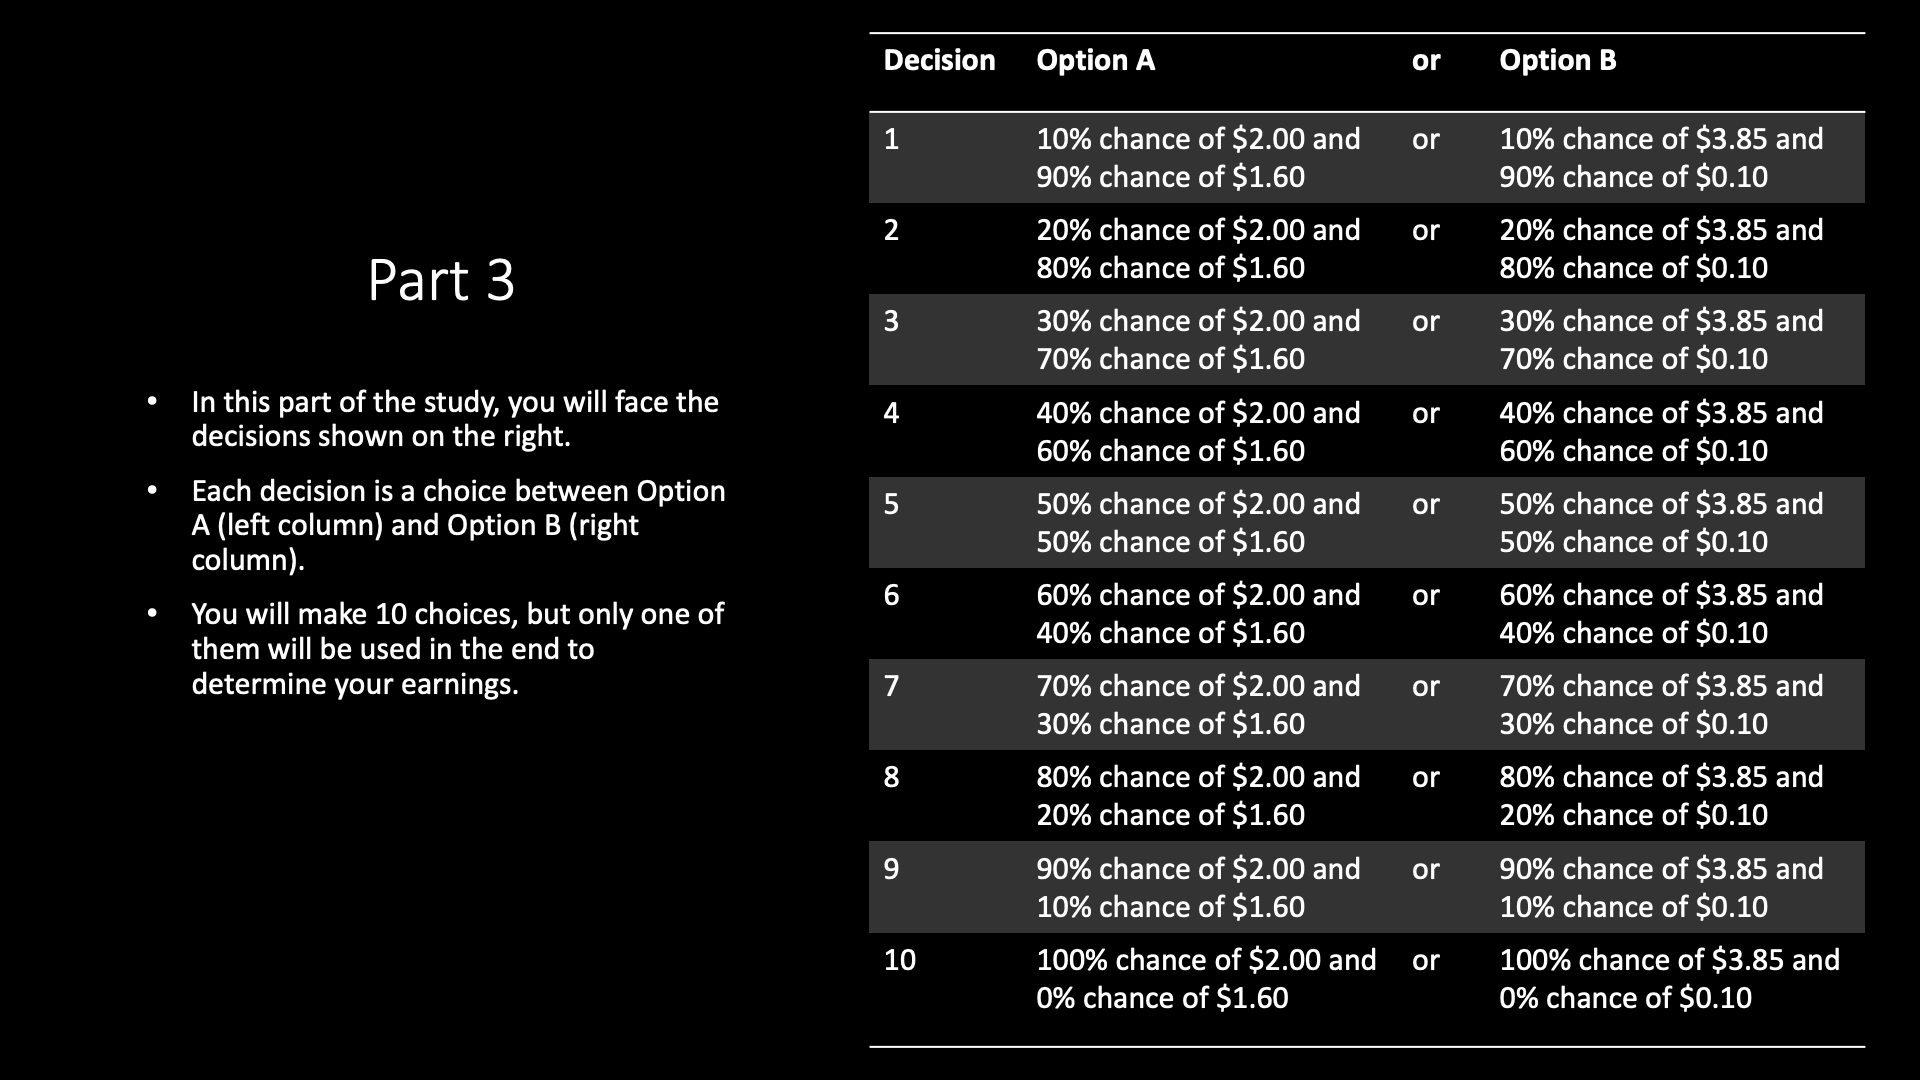 Part 3
• In this part of the study, you will face the
decisions shown on the right.
• Each decision is a choice between Option
A (left column) and Option B (right
column).
• You will make 10 choices, but only one of
them will be used in the end to
determine your earnings.
Decision Option A or Option B
1 10% chance of $2.00 and or 10% chance of $3.85 and
90% chance of $1.60 90% chance of $0.10
2 20% chance of $2.00 and or 20% chance of $3.85 and
80% chance of $1.60 80% chance of $0.10
3 30% chance of $2.00 and or 30% chance of $3.85 and
70% chance of $1.60 70% chance of $0.10
4 40% chance of $2.00 and or 40% chance of $3.85 and
60% chance of $1.60 60% chance of $0.10
5 50% chance of $2.00 and or 50% chance of $3.85 and
50% chance of $1.60 50% chance of $0.10
6 60% chance of $2.00 and or 60% chance of $3.85 and
40% chance of $1.60 40% chance of $0.10
7 70% chance of $2.00 and or 70% chance of $3.85 and
30% chance of $1.60 30% chance of $0.10
8 80% chance of $2.00 and or 80% chance of $3.85 and
20% chance of $1.60 20% chance of $0.10
9 90% chance of $2.00 and or 90% chance of $3.85 and
10% chance of $1.60 10% chance of $0.10
10 100% chance of $2.00 and or 100% chance of $3.85 and
0% chance of $1.60 0% chance of $0.10